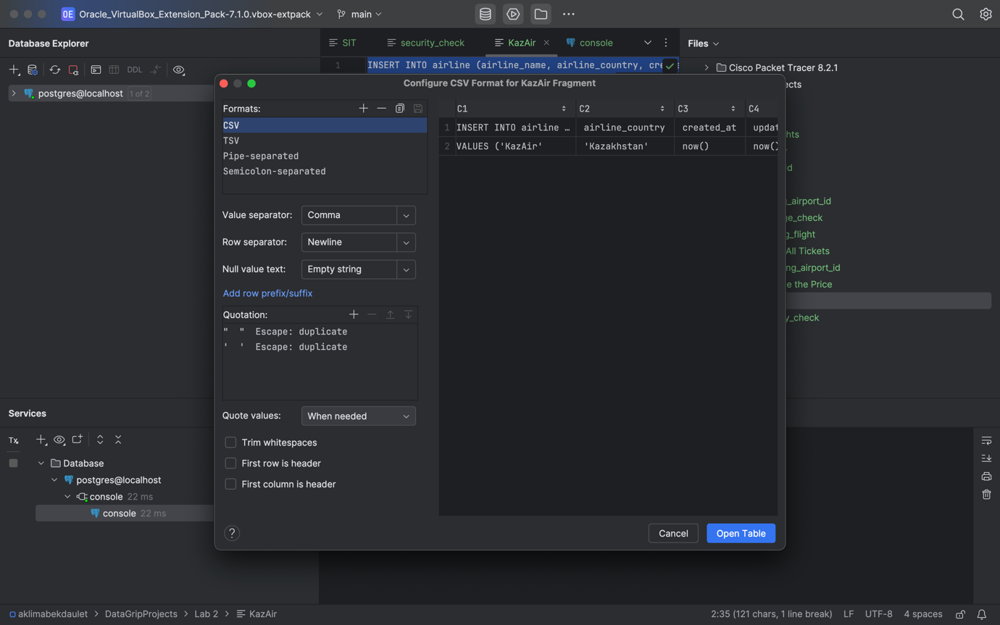 OE Oracle_VirtualBox_Extension_Pack-7.1.0.vbox-extpack main
Database Explorer
SIT security_check KazAir console
Files
DDL
1 INSERT INTO airline (airline_name, airline_country,
Cisco Packet Tracer 8.2.1
postgres@localhost 1 of 2
Configure CSV Format for KazAir Fragment
Formats:
CSV
TSV
Pipe-separated
Semicolon-separated
C1 C2 C3 C4
1 INSERT INTO airline … airline_country created_at updat
2 VALUES ('KazAir' 'Kazakhstan' now() now()
Value separator: Comma
Row separator: Newline
Null value text: Empty string
Add row prefix/suffix
Quotation:
" " Escape: duplicate
' ' Escape: duplicate
Quote values: When needed
Trim whitespaces
First row is header
First column is header
? Cancel Open Table
ects
hts
d
_airport_id
ge_check
g_flight
All Tickets
ng_airport_id
e the Price
y_check
Services
Tx
Database
postgres@localhost
console 22 ms
console 22 ms
aklimabekdaulet > DataGripProjects > Lab 2 > KazAir 2:35 (121 chars, 1 line break) LF UTF-8 4 spaces